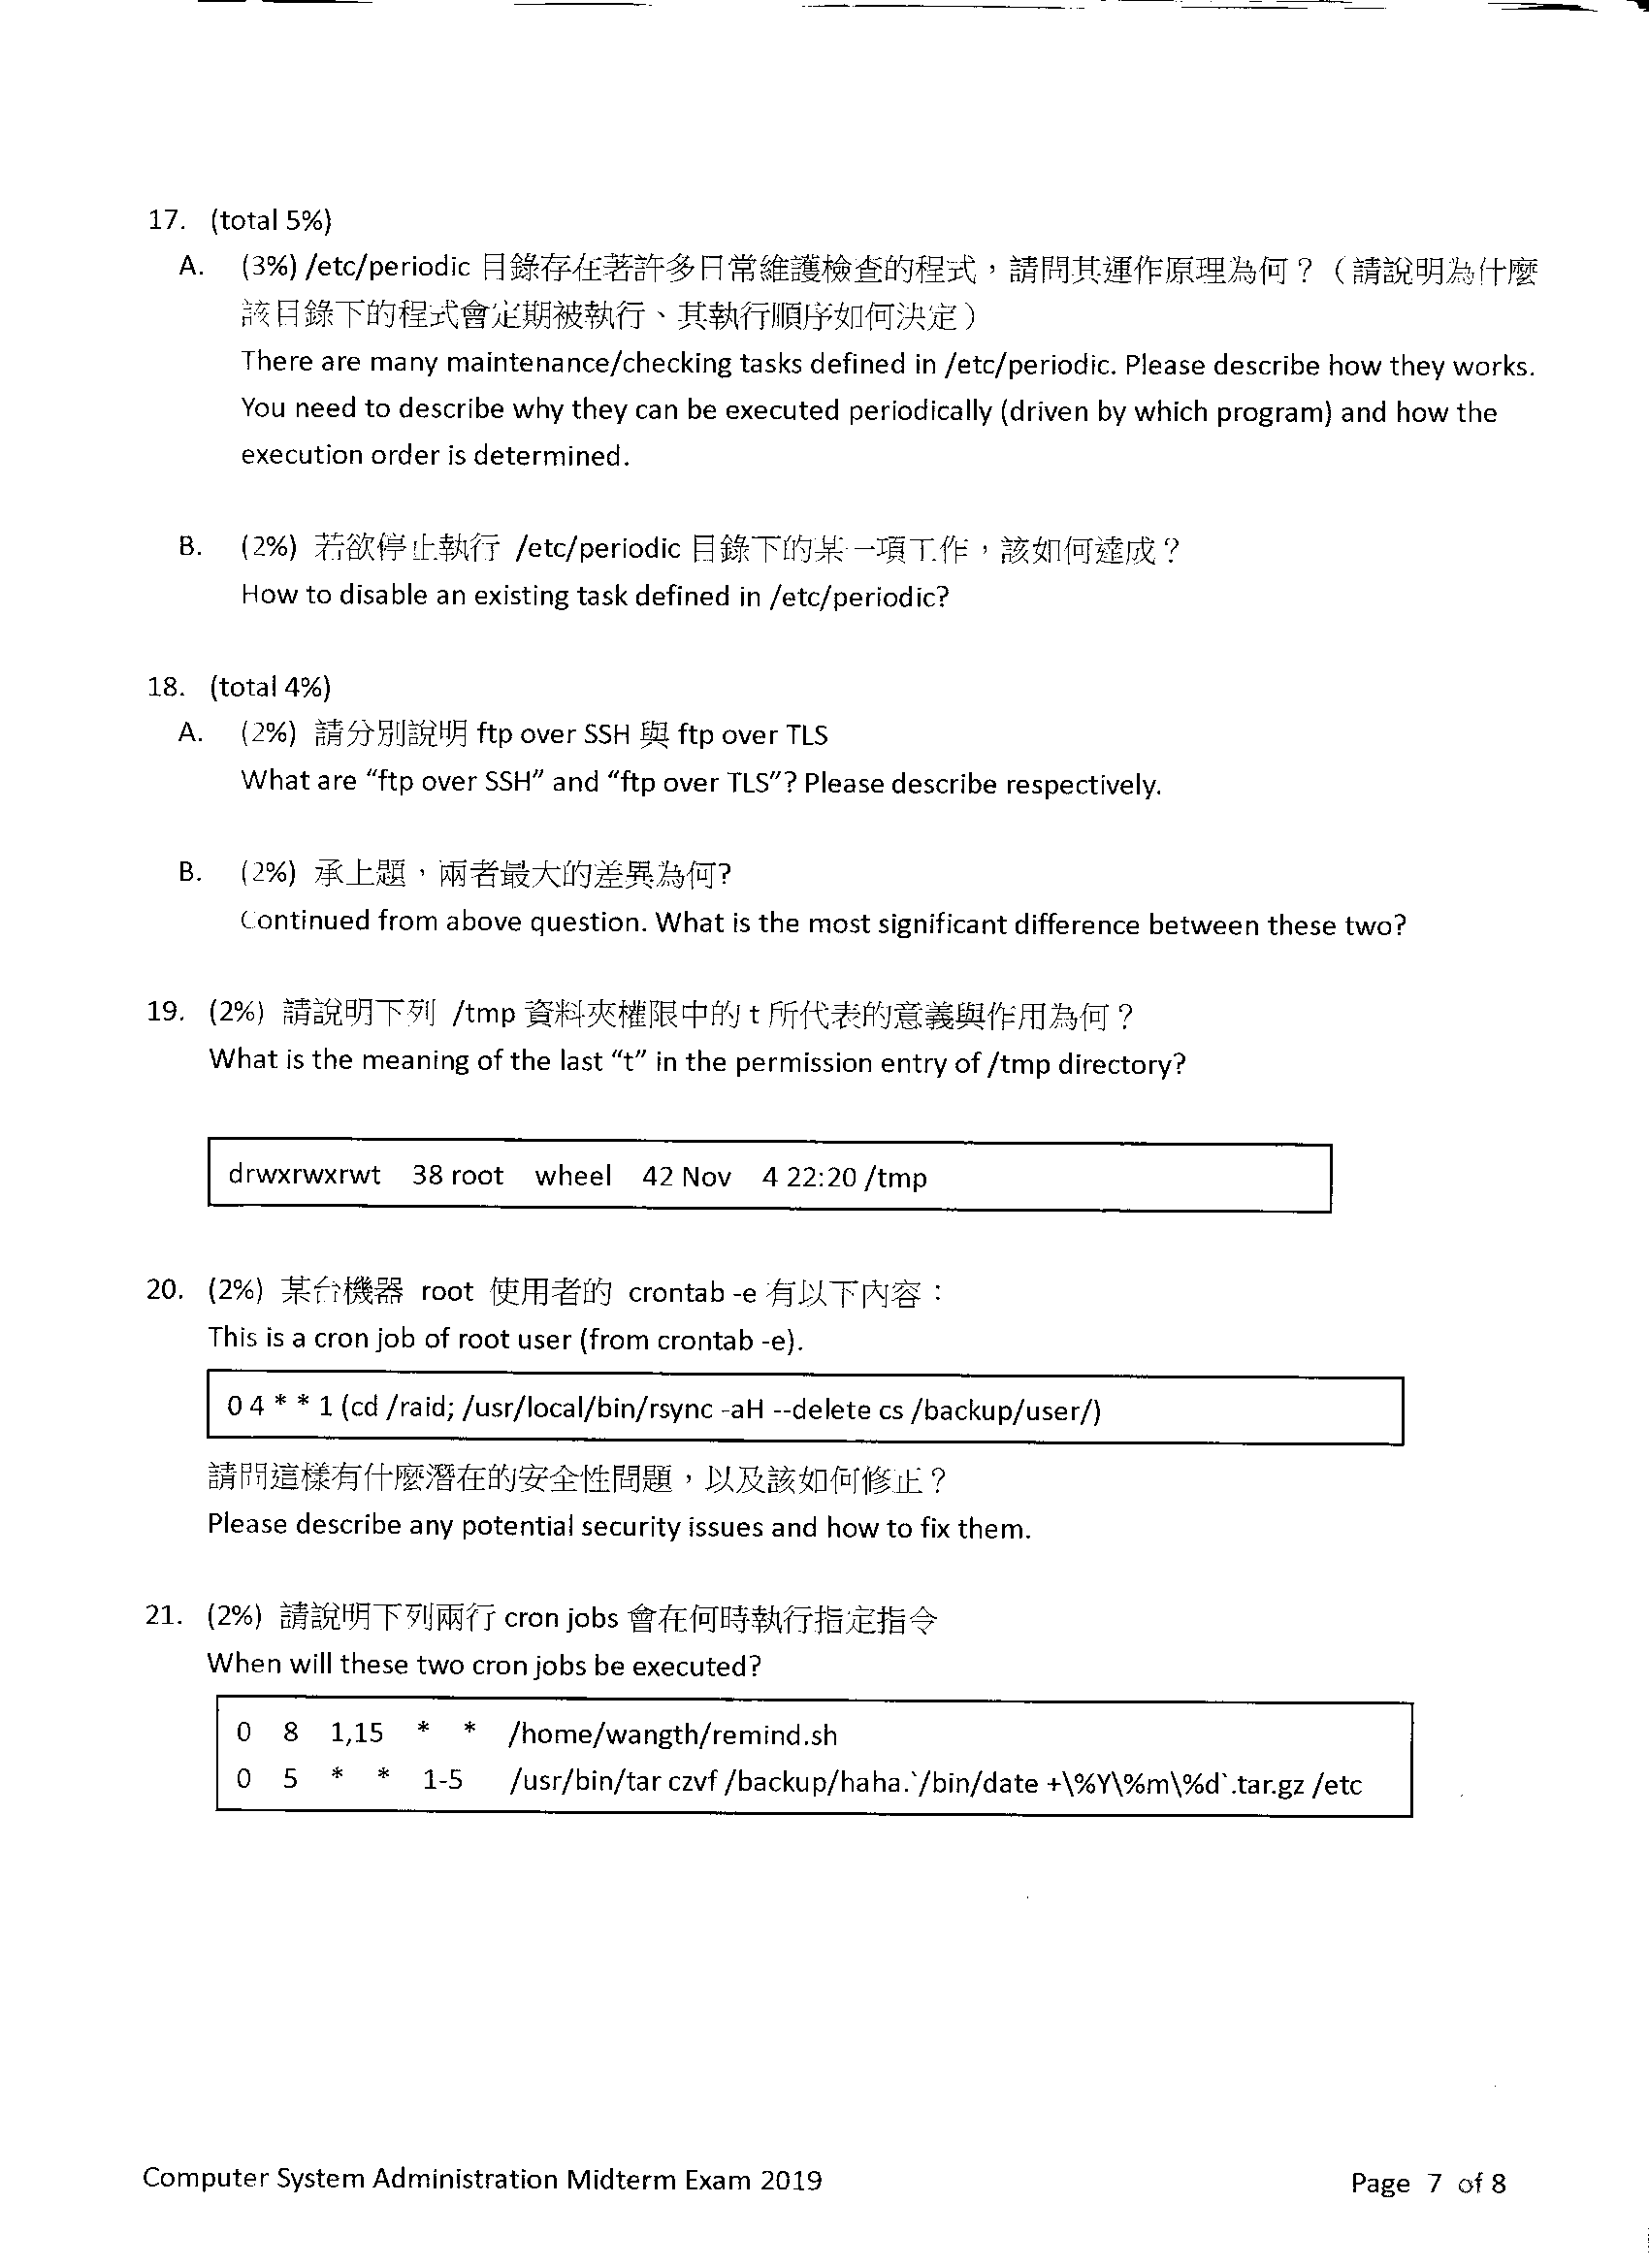 17. (total 5%)
A. (3%) /etc/periodic 目錄存在著許多日常維護檢查的程式，請問其運作原理為何？（請說明為什麼
該目錄下的程式會定期被執行、其執行順序如何決定）
There are many maintenance/checking tasks defined in /etc/periodic. Please describe how they works.
You need to describe why they can be executed periodically (driven by which program) and how the
execution order is determined.
B. (2%) 若欲停止執行 /etc/periodic 目錄下的某一項工作，該如何達成？
How to disable an existing task defined in /etc/periodic?
18. (total 4%)
A. (2%) 請分別說明 ftp over SSH 與 ftp over TLS
What are “ftp over SSH” and “ftp over TLS”? Please describe respectively.
B. (2%) 承上題，兩者最大的差異為何?
Continued from above question. What is the most significant difference between these two?
19. (2%) 請說明下列 /tmp 資料夾權限中的 t 所代表的意義與作用為何？
What is the meaning of the last “t” in the permission entry of /tmp directory?
drwxrwxrwt 38 root wheel 42 Nov 4 22:20 /tmp
20. (2%) 某台機器 root 使用者的 crontab -e 有以下內容：
This is a cron job of root user (from crontab -e).
0 4 * * 1 (cd /raid; /usr/local/bin/rsync -aH --delete cs /backup/user/)
請問這樣有什麼潛在的安全性問題，以及該如何修正？
Please describe any potential security issues and how to fix them.
21. (2%) 請說明下列兩行 cron jobs 會在何時執行指定指令
When will these two cron jobs be executed?
0 8 1,15 * * /home/wangth/remind.sh
0 5 * * 1-5 /usr/bin/tar czvf /backup/haha.`/bin/date +\%Y\%m\%d`.tar.gz /etc
Computer System Administration Midterm Exam 2019
Page 7 of 8